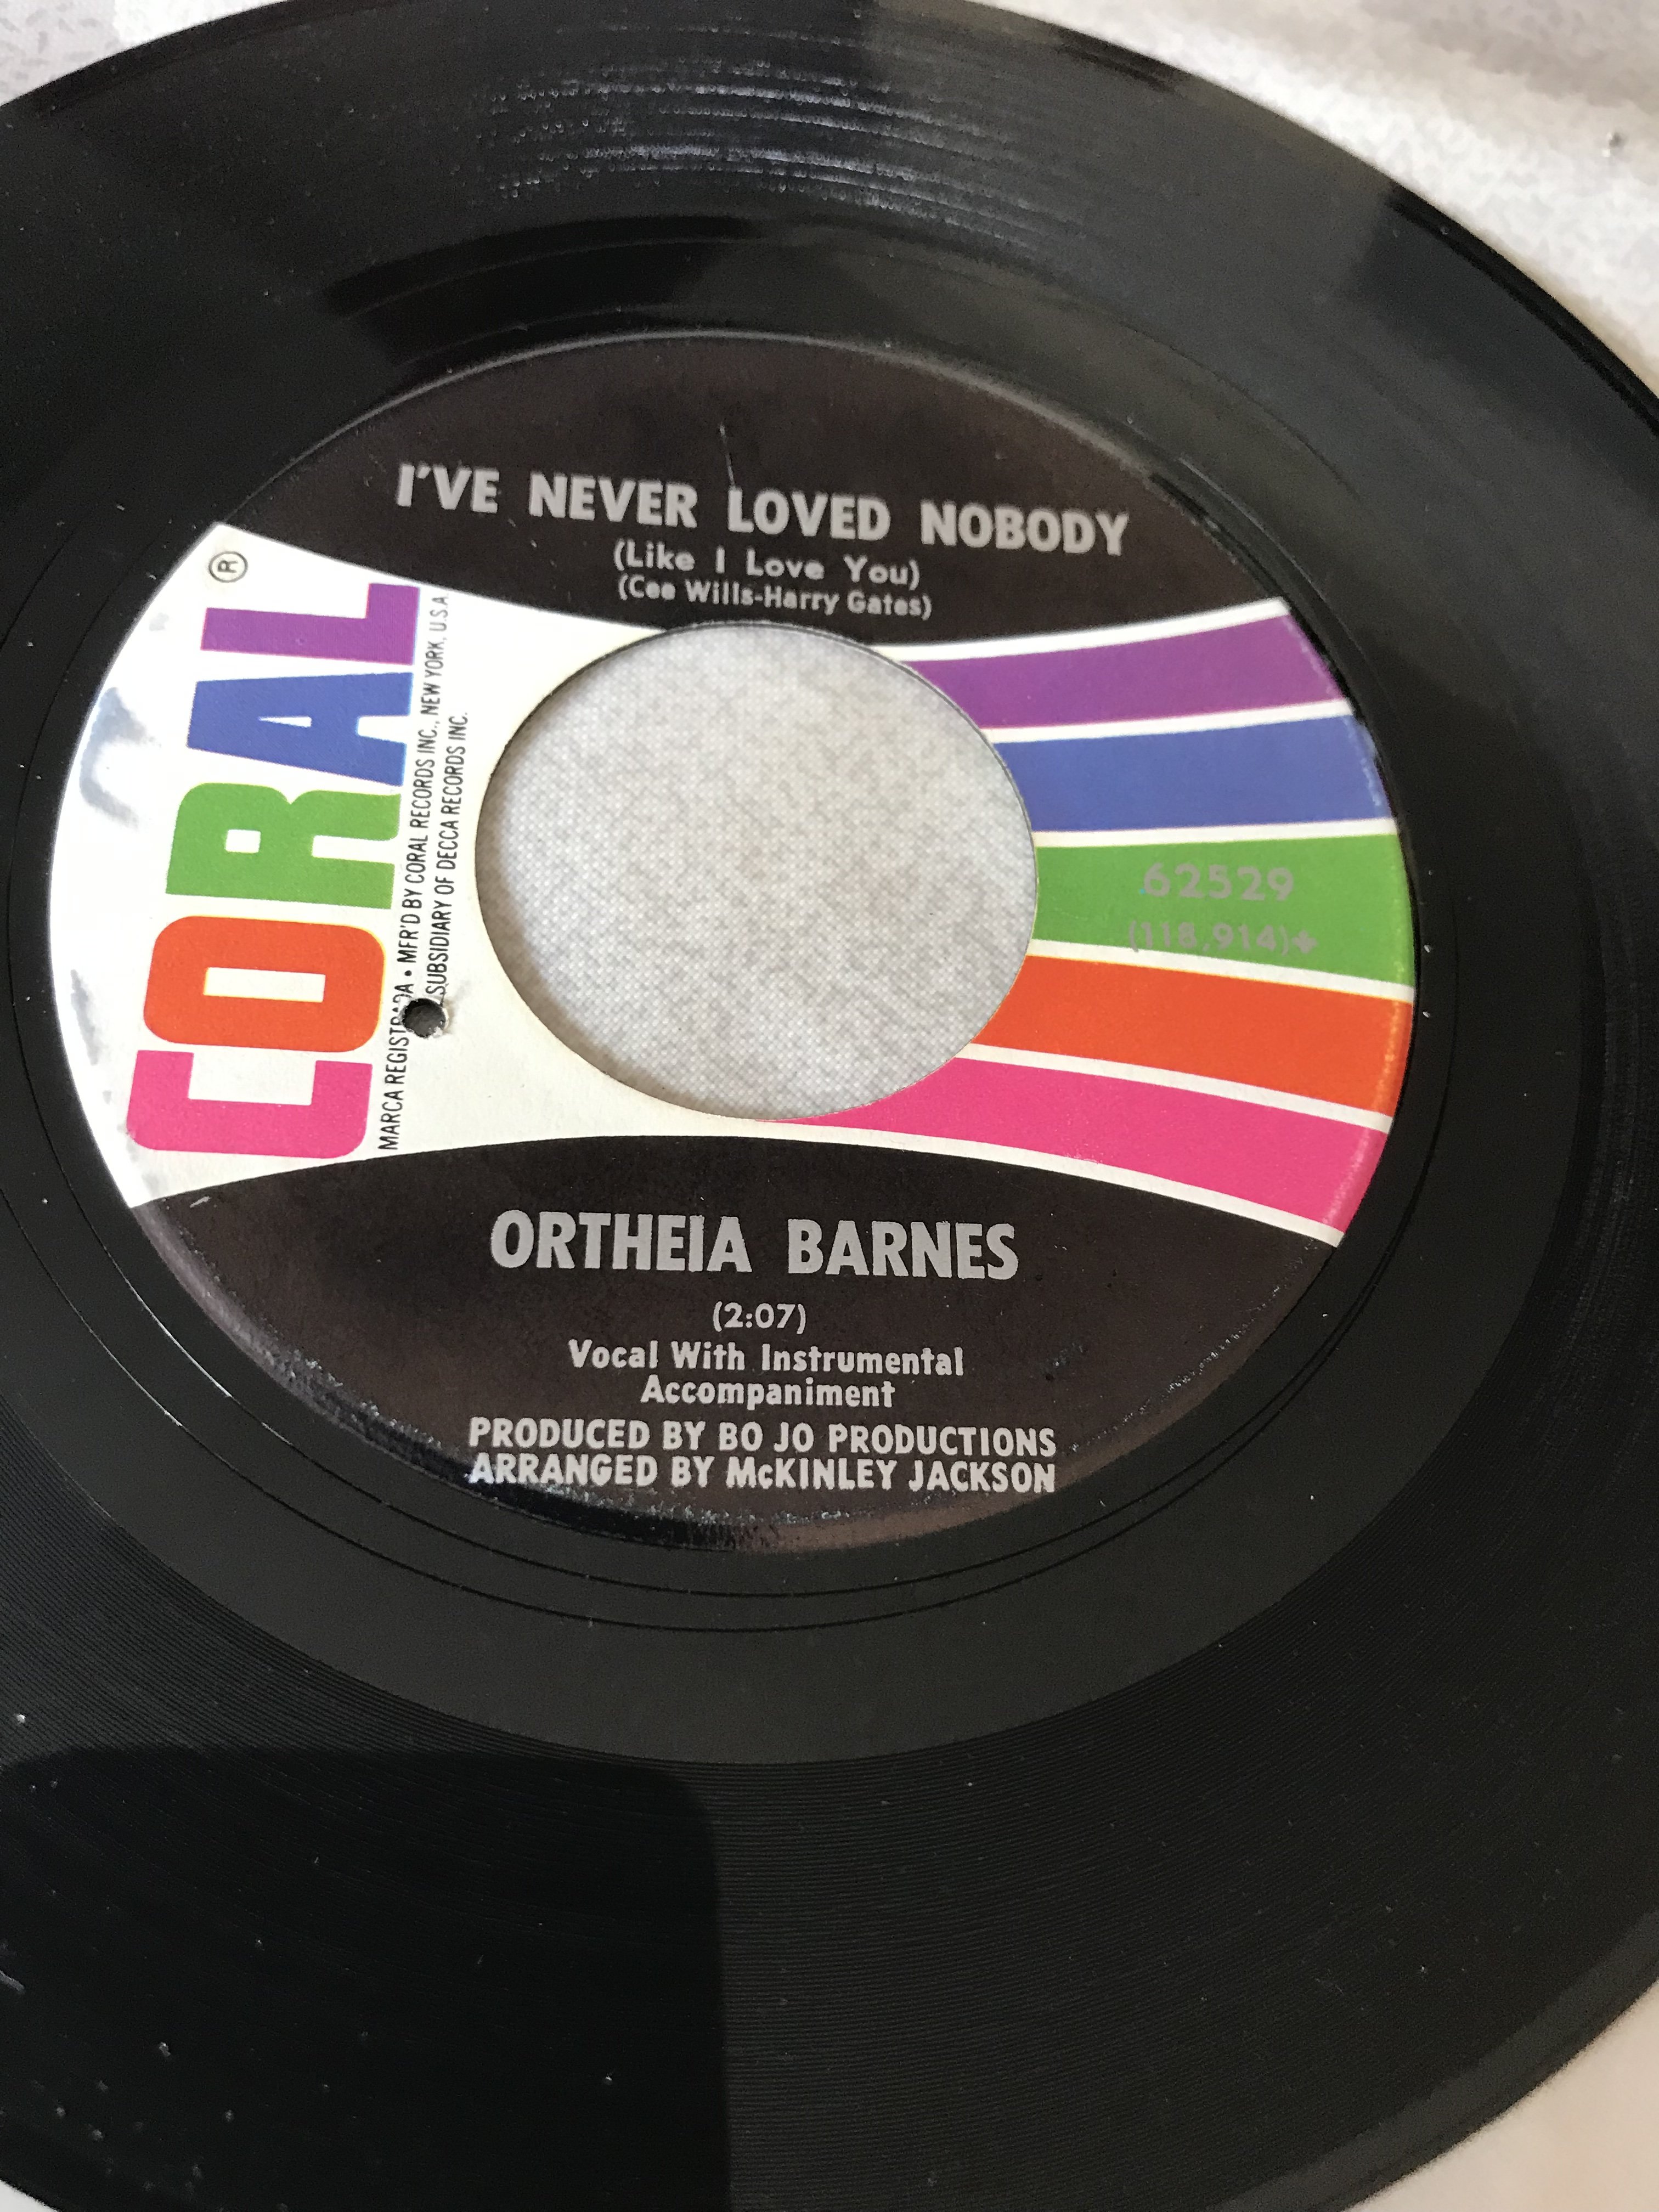 I'VE NEVER LOVED NOBODY
(Like I Love You)
(Cee Wills-Harry Gates)
CORAL ®
MARCA REGISTRADA • MFR'D BY CORAL RECORDS INC., NEW YORK, U.S.A.
SUBSIDIARY OF DECCA RECORDS INC.
62529
(118,914)✦
ORTHEIA BARNES
(2:07)
Vocal With Instrumental
Accompaniment
PRODUCED BY BO JO PRODUCTIONS
ARRANGED BY McKINLEY JACKSON